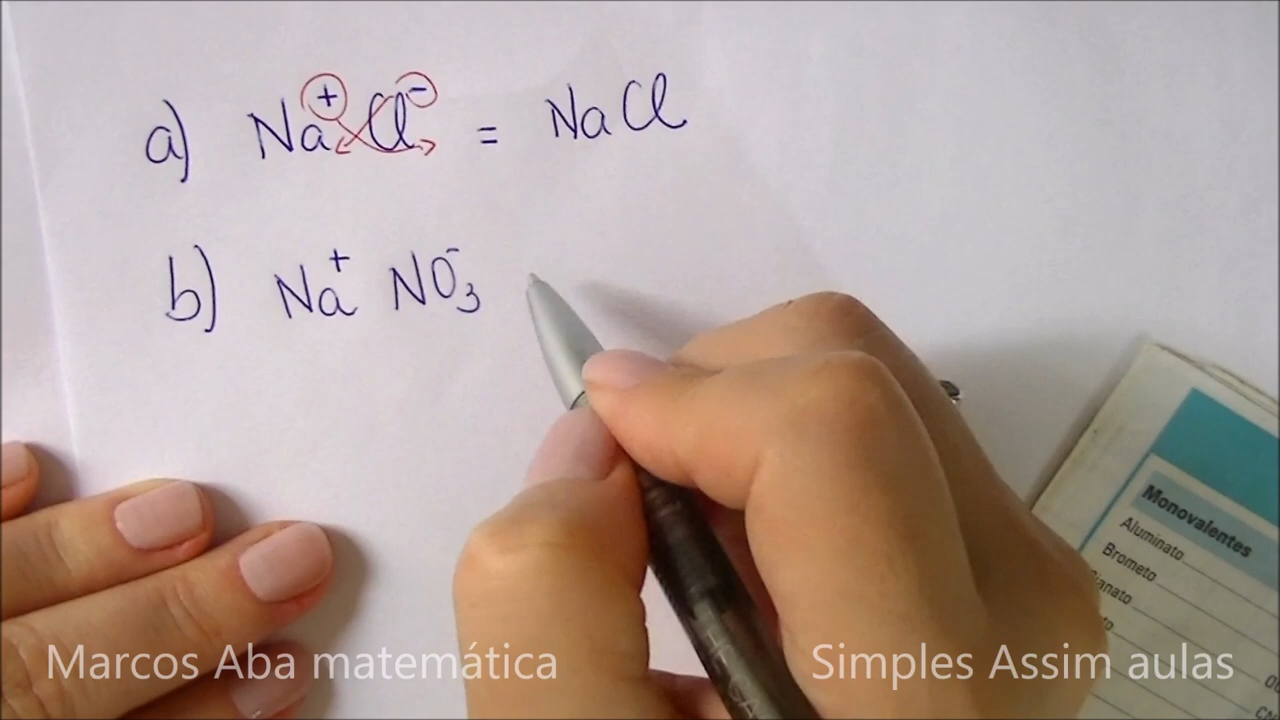 a) Na⁺ Cl⁻ = NaCl
b) Na⁺ NO₃⁻
Monovalentes
Aluminato
Brometo
Marcos Aba matemática
Simples Assim aulas